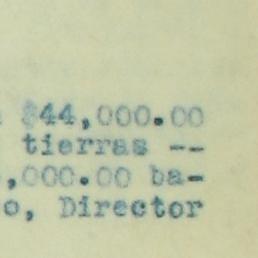 $44,000.00
tierras --
,000.00 ba-
o, Director